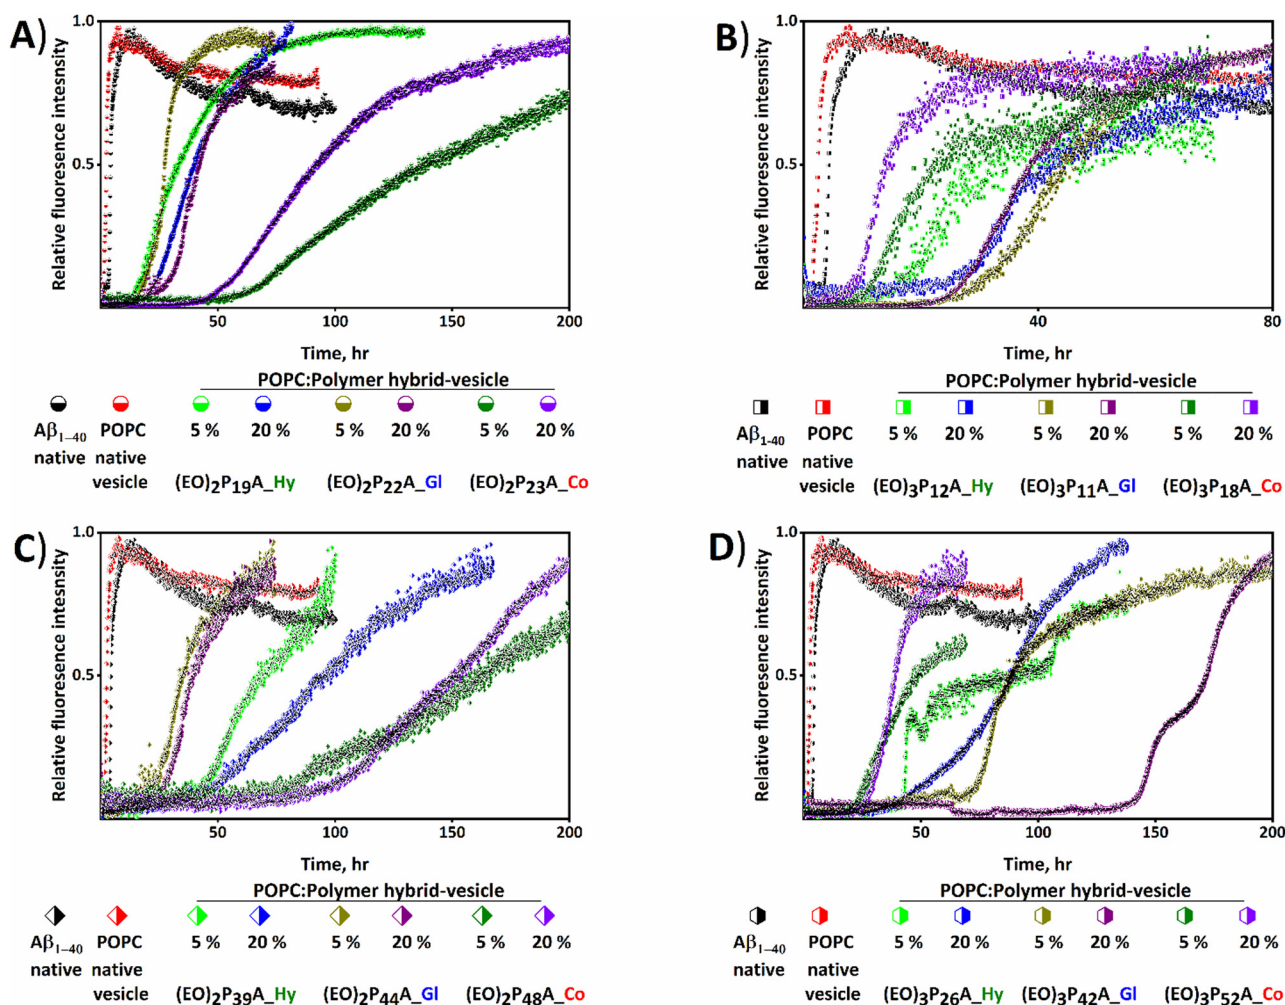 A)
Relative fluoresence intesnsity
1.0
0.5
50 100 150 200
Time, hr
POPC:Polymer hybrid-vesicle
Aβ1–40 POPC 5 % 20 % 5 % 20 % 5 % 20 %
native native
vesicle (EO)2P19A_Hy (EO)2P22A_Gl (EO)2P23A_Co
B)
Relative fluoresence intesnsity
1.0
0.5
40 80
Time, hr
POPC:Polymer hybrid-vesicle
Aβ1–40 POPC 5 % 20 % 5 % 20 % 5 % 20 %
native native
vesicle (EO)3P12A_Hy (EO)3P11A_Gl (EO)3P18A_Co
C)
Relative fluoresence intesnsity
1.0
0.5
50 100 150 200
Time, hr
POPC:Polymer hybrid-vesicle
Aβ1–40 POPC 5 % 20 % 5 % 20 % 5 % 20 %
native native
vesicle (EO)2P39A_Hy (EO)2P44A_Gl (EO)2P48A_Co
D)
Relative fluoresence intesnsity
1.0
0.5
50 100 150 200
Time, hr
POPC:Polymer hybrid-vesicle
Aβ1–40 POPC 5 % 20 % 5 % 20 % 5 % 20 %
native native
vesicle (EO)3P26A_Hy (EO)3P42A_Gl (EO)3P52A_Co